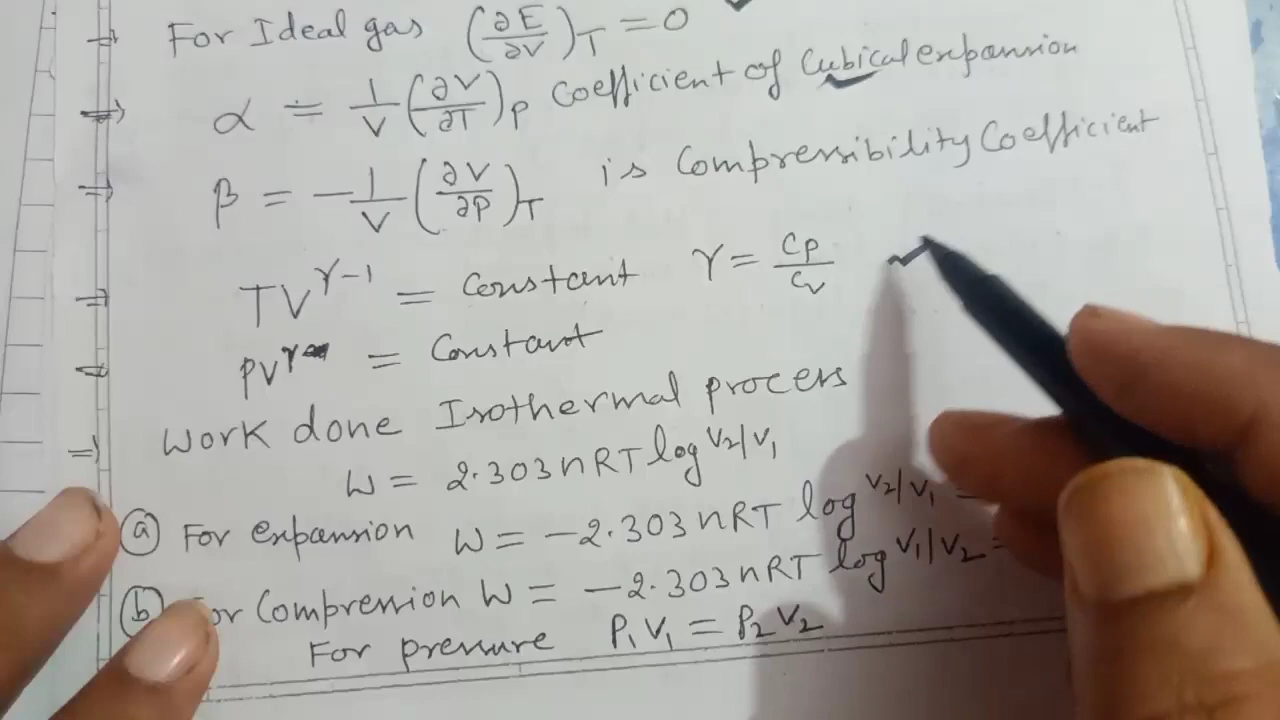 ⇒ For Ideal gas (∂E/∂V)T = 0
⇒ α = 1/V (∂V/∂T)P Coefficient of Cubical expansion
⇒ β = -1/V (∂V/∂P)T is Compressibility Coefficient
⇒ TV^γ-1 = Constant γ = CP/Cv
⇒ PV^γ = Constant
⇒ Work done Isothermal process
W = 2.303 nRT log V2/V1
(a) For expansion W = -2.303 nRT log V2/V1 =
(b) For Compression W = -2.303 nRT log V1/V2 =
For pressure P1V1 = P2V2